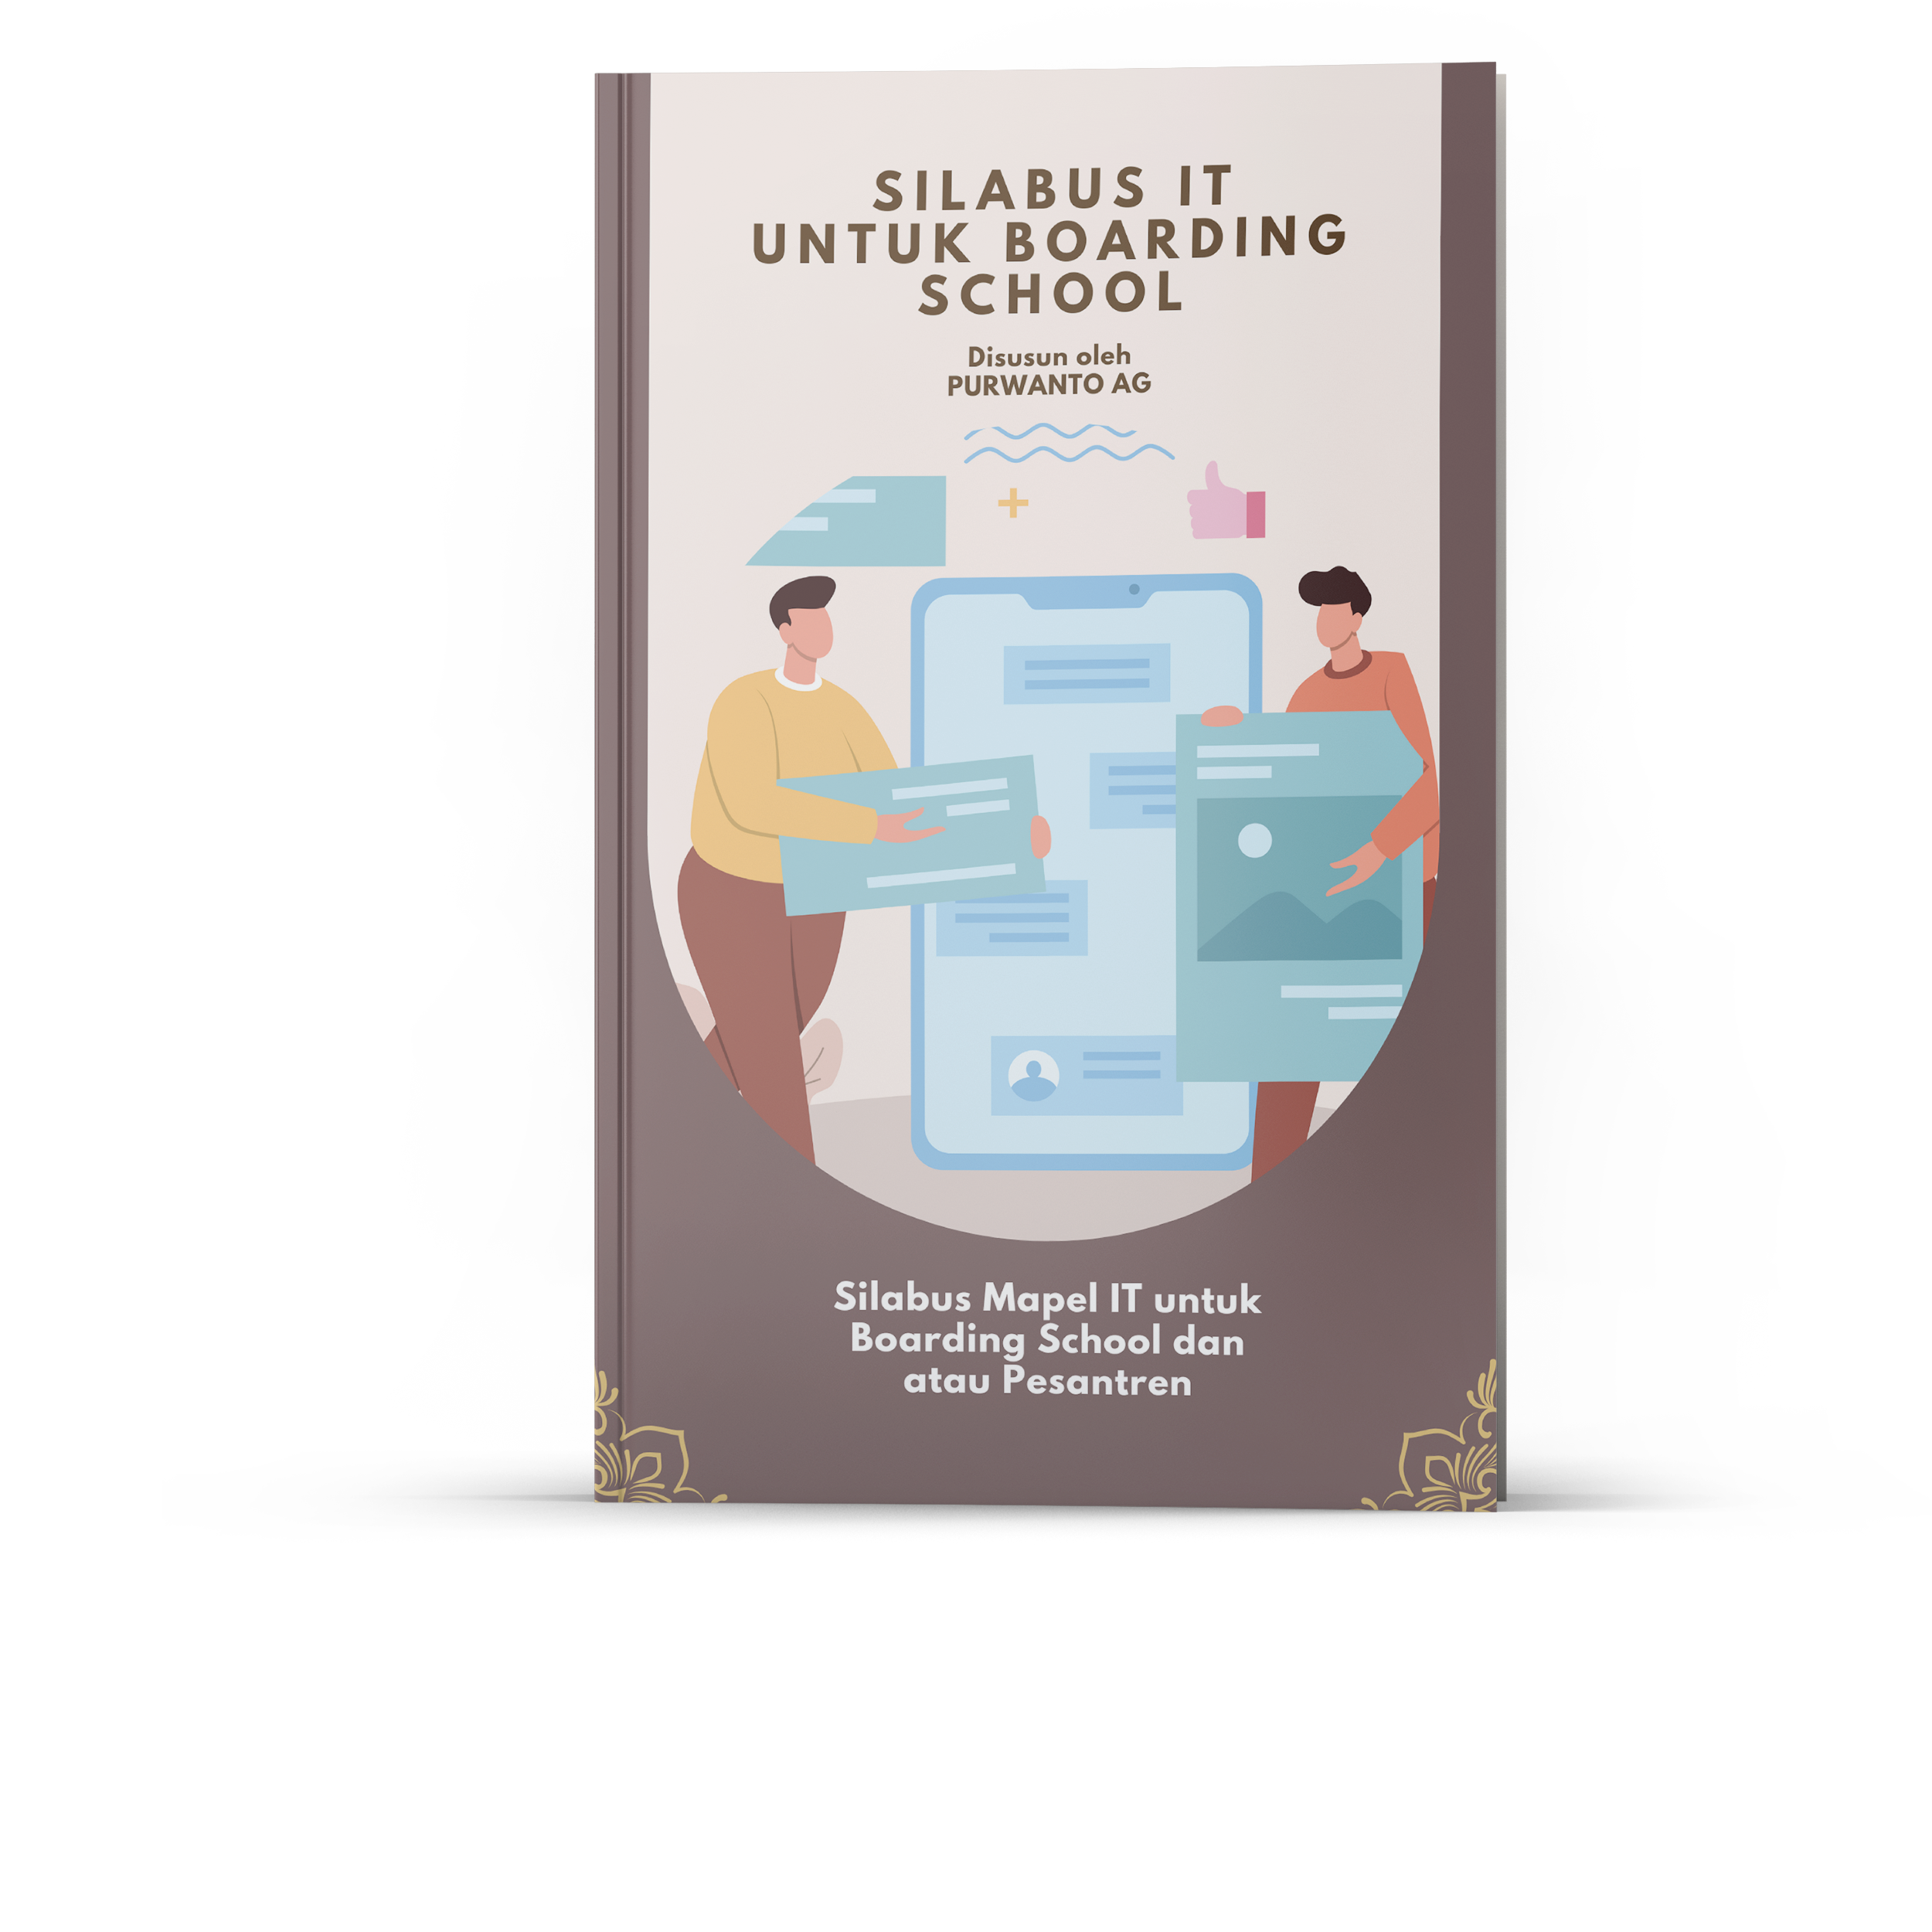 SILABUS IT
UNTUK BOARDING
SCHOOL
Disusun oleh
PURWANTO AG
Silabus Mapel IT untuk
Boarding School dan
atau Pesantren